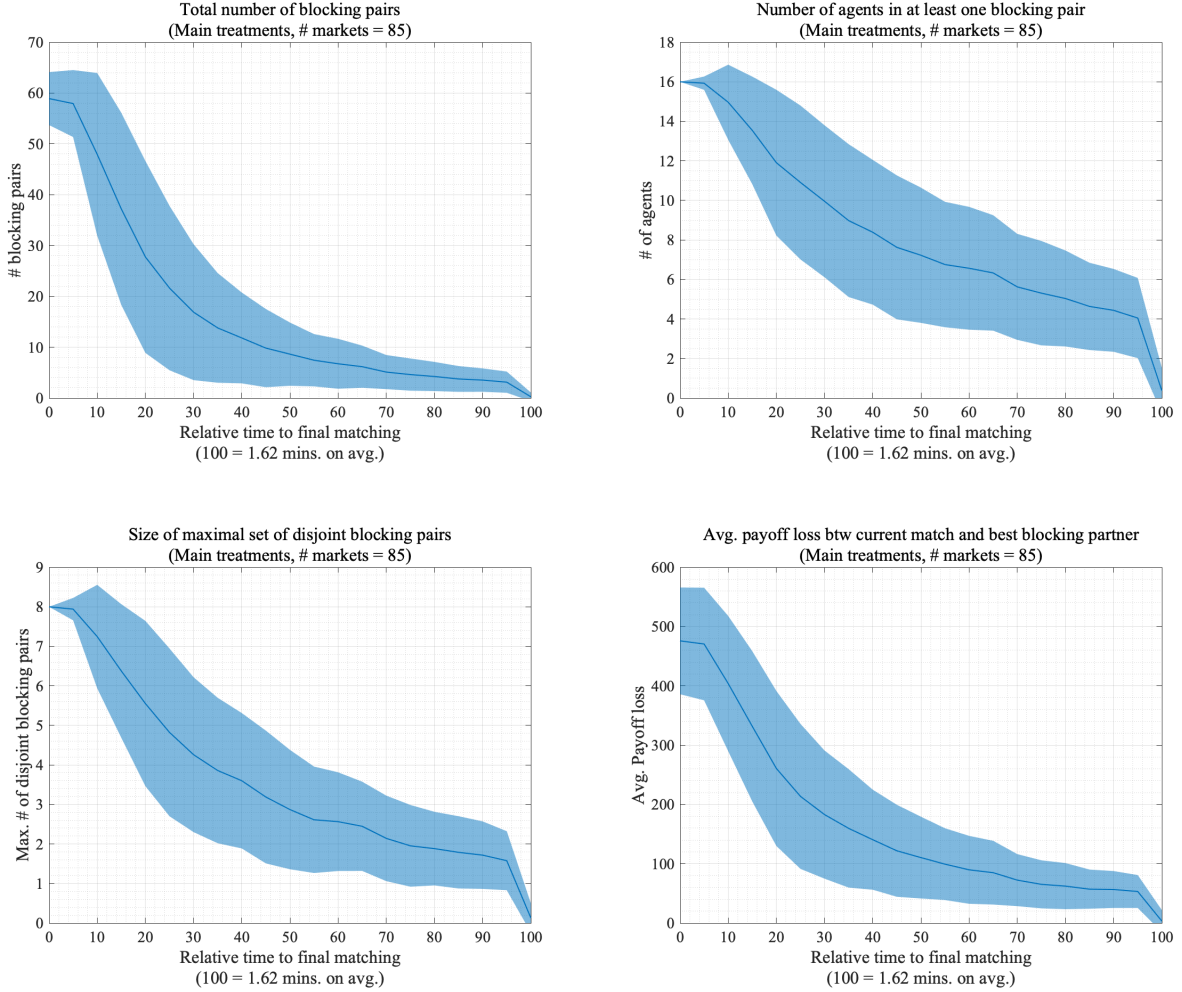 Total number of blocking pairs
(Main treatments, # markets = 85)
# blocking pairs
70
60
50
40
30
20
10
0
0 10 20 30 40 50 60 70 80 90 100
Relative time to final matching
(100 = 1.62 mins. on avg.)
Number of agents in at least one blocking pair
(Main treatments, # markets = 85)
# of agents
18
16
14
12
10
8
6
4
2
0
0 10 20 30 40 50 60 70 80 90 100
Relative time to final matching
(100 = 1.62 mins. on avg.)
Size of maximal set of disjoint blocking pairs
(Main treatments, # markets = 85)
Max. # of disjoint blocking pairs
9
8
7
6
5
4
3
2
1
0
0 10 20 30 40 50 60 70 80 90 100
Relative time to final matching
(100 = 1.62 mins. on avg.)
Avg. payoff loss btw current match and best blocking partner
(Main treatments, # markets = 85)
Avg. Payoff loss
600
500
400
300
200
100
0
0 10 20 30 40 50 60 70 80 90 100
Relative time to final matching
(100 = 1.62 mins. on avg.)